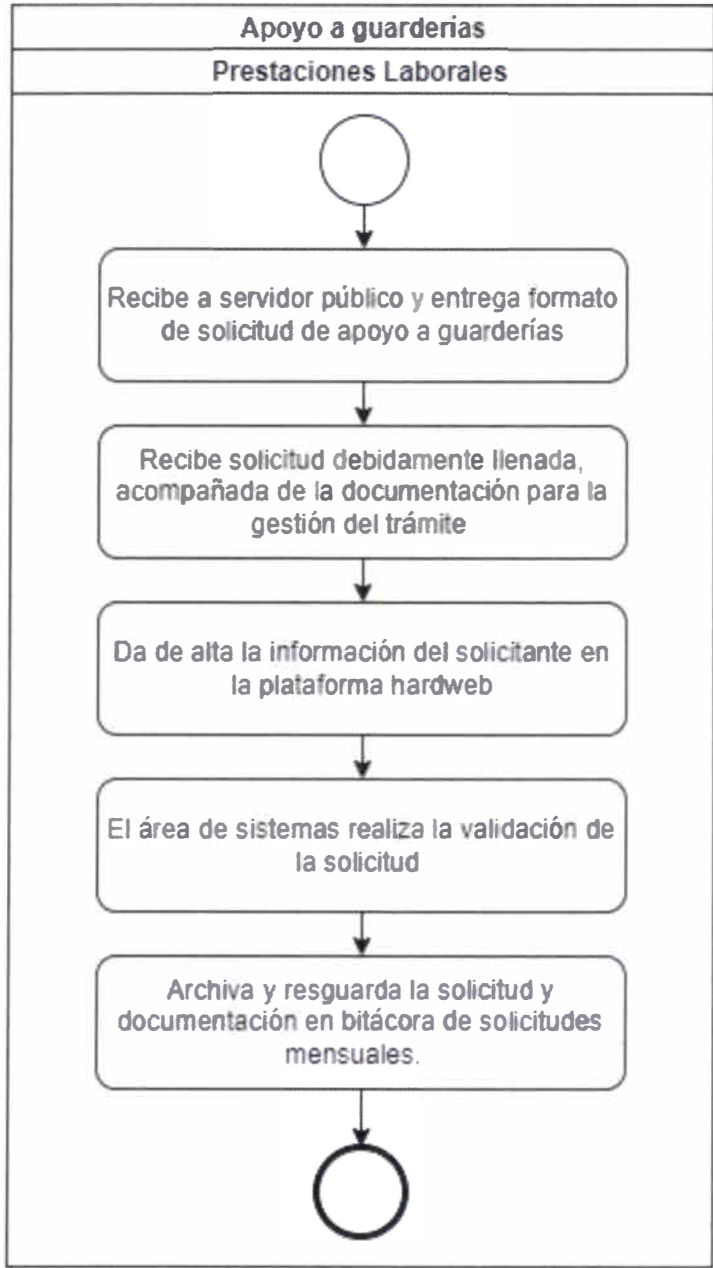 Apoyo a guarderías
Prestaciones Laborales
Recibe a servidor público y entrega formato
de solicitud de apoyo a guarderías
Recibe solicitud debidamente llenada,
acompañada de la documentación para la
gestión del trámite
Da de alta la información del solicitante en
la plataforma hardweb
El área de sistemas realiza la validación de
la solicitud
Archiva y resguarda la solicitud y
documentación en bitácora de solicitudes
mensuales.